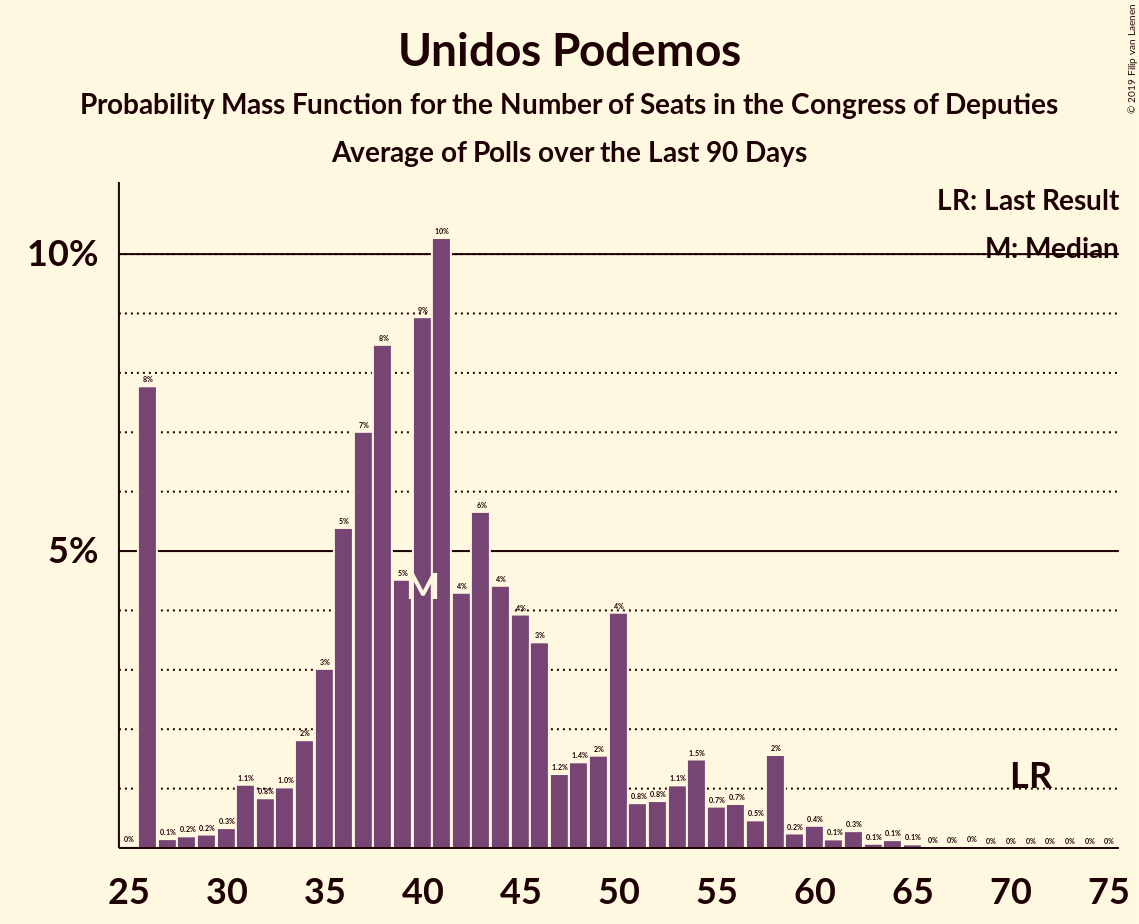 Unidos Podemos
Probability Mass Function for the Number of Seats in the Congress of Deputies
Average of Polls over the Last 90 Days
© 2019 Filip van Laenen
LR: Last Result
M: Median
10%
5%
0% 8% 0.1% 0.2% 0.2% 0.3% 1.1% 0.8% 1.0% 2% 3% 5% 7% 8% 5% 9% 10% 4% 6% 4% 4% 3% 1.2% 1.4% 2% 4% 0.8% 0.8% 1.1% 1.5% 0.7% 0.7% 0.5% 2% 0.2% 0.4% 0.1% 0.3% 0.1% 0.1% 0.1% 0% 0% 0% 0% 0% 0% 0% 0% 0% 0%
M
LR
25 30 35 40 45 50 55 60 65 70 75